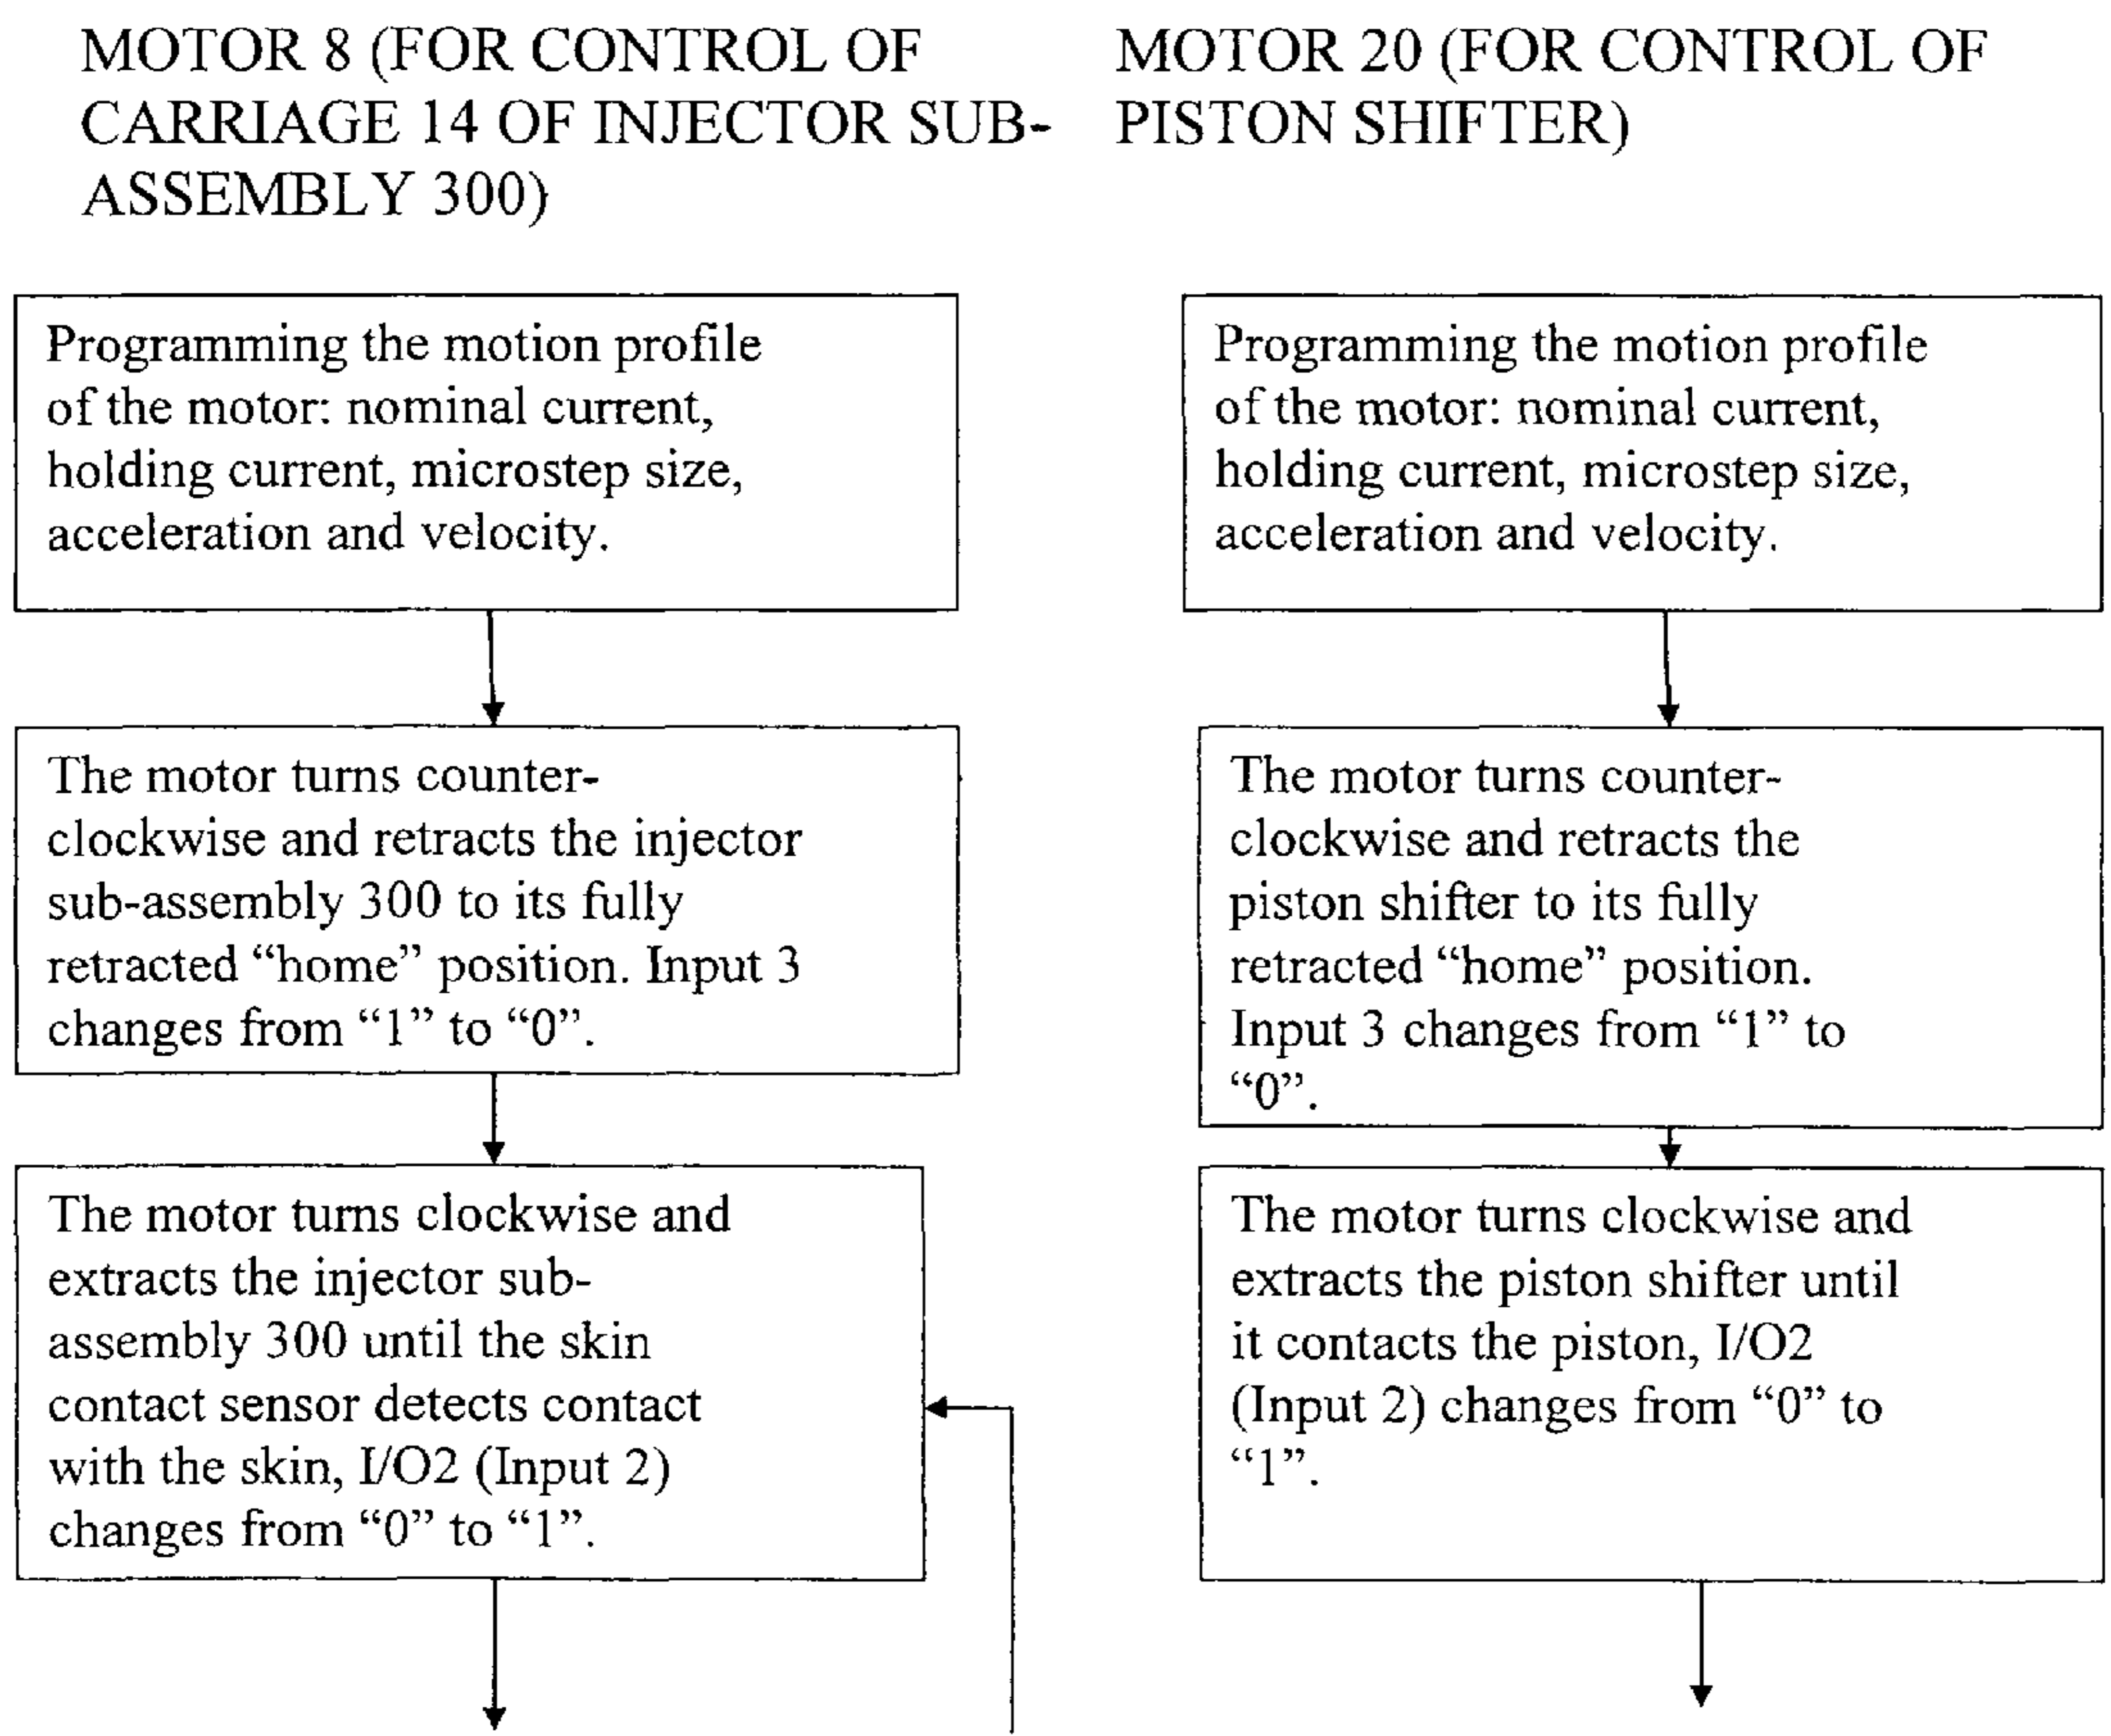 MOTOR 8 (FOR CONTROL OF
CARRIAGE 14 OF INJECTOR SUB-
ASSEMBLY 300)
MOTOR 20 (FOR CONTROL OF
PISTON SHIFTER)
Programming the motion profile
of the motor: nominal current,
holding current, microstep size,
acceleration and velocity.
The motor turns counter-
clockwise and retracts the injector
sub-assembly 300 to its fully
retracted “home” position. Input 3
changes from “1” to “0”.
The motor turns clockwise and
extracts the injector sub-
assembly 300 until the skin
contact sensor detects contact
with the skin, I/O2 (Input 2)
changes from “0” to “1”.
Programming the motion profile
of the motor: nominal current,
holding current, microstep size,
acceleration and velocity.
The motor turns counter-
clockwise and retracts the
piston shifter to its fully
retracted “home” position.
Input 3 changes from “1” to
“0”.
The motor turns clockwise and
extracts the piston shifter until
it contacts the piston, I/O2
(Input 2) changes from “0” to
“1”.